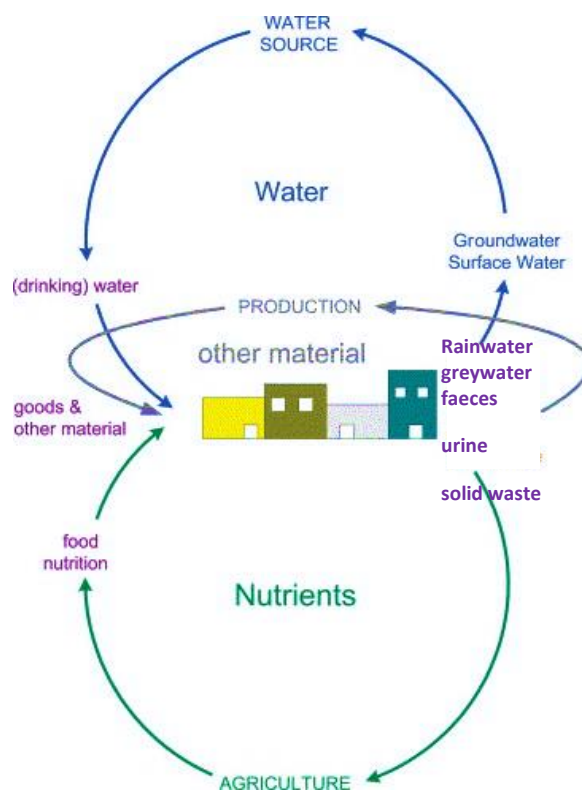 WATER
SOURCE
Water
Groundwater
Surface Water
(drinking) water
PRODUCTION
other material
Rainwater
greywater
faeces
urine
solid waste
goods &
other material
food
nutrition
Nutrients
AGRICULTURE